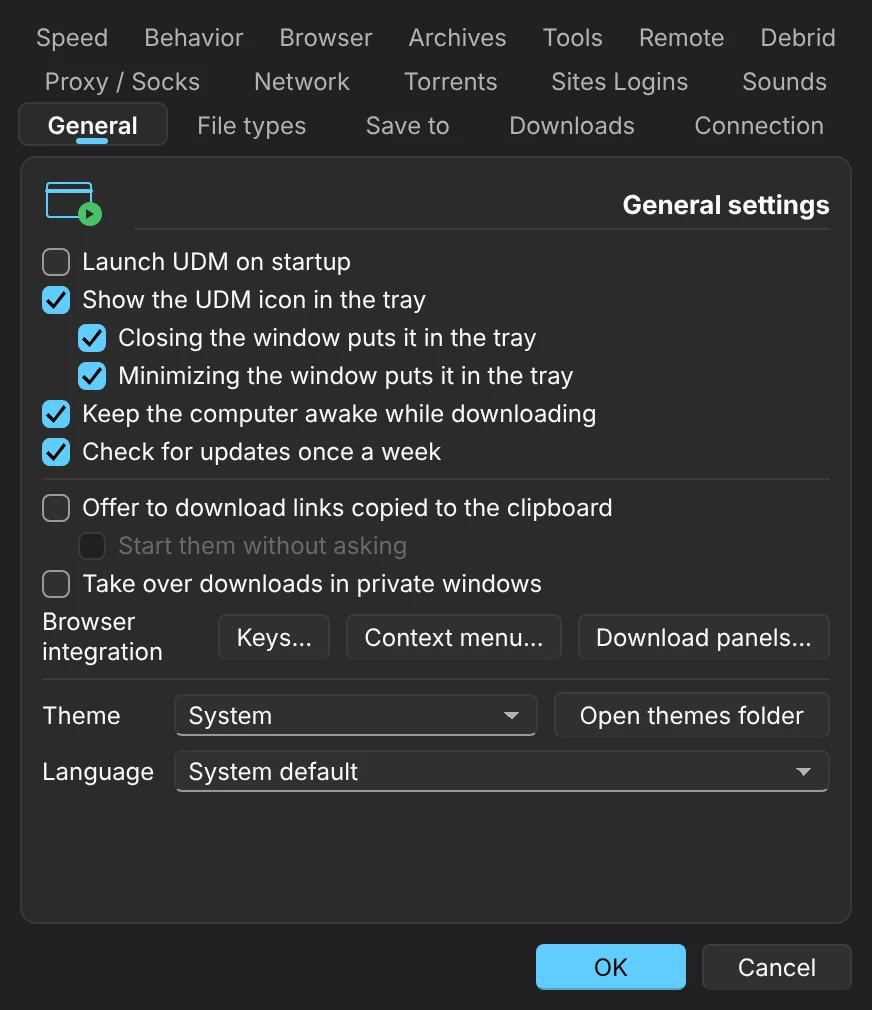 Speed Behavior Browser Archives Tools Remote Debrid
Proxy / Socks Network Torrents Sites Logins Sounds
General File types Save to Downloads Connection
General settings
Launch UDM on startup
Show the UDM icon in the tray
Closing the window puts it in the tray
Minimizing the window puts it in the tray
Keep the computer awake while downloading
Check for updates once a week
Offer to download links copied to the clipboard
Start them without asking
Take over downloads in private windows
Browser
integration
Keys... Context menu... Download panels...
Theme System Open themes folder
Language System default
OK Cancel